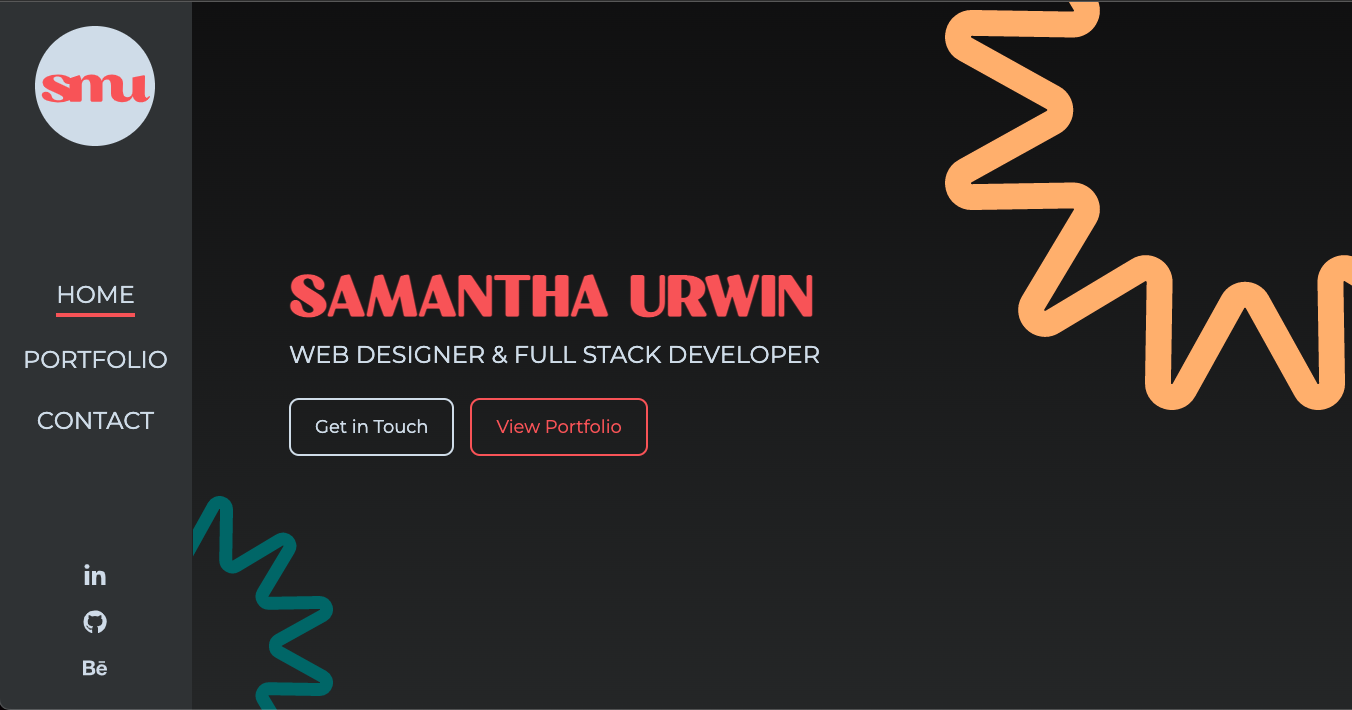 smu
HOME
PORTFOLIO
CONTACT
in
Bē
SAMANTHA URWIN
WEB DESIGNER & FULL STACK DEVELOPER
Get in Touch
View Portfolio